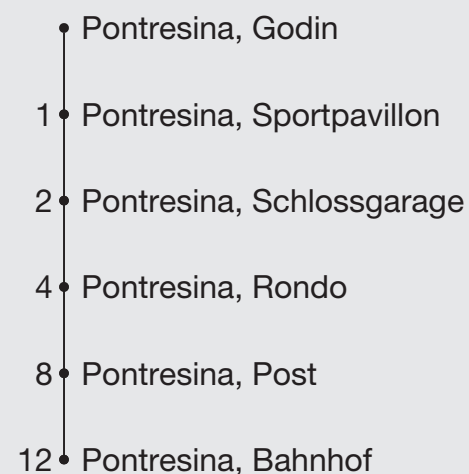 Pontresina, Godin
1 Pontresina, Sportpavillon
2 Pontresina, Schlossgarage
4 Pontresina, Rondo
8 Pontresina, Post
12 Pontresina, Bahnhof